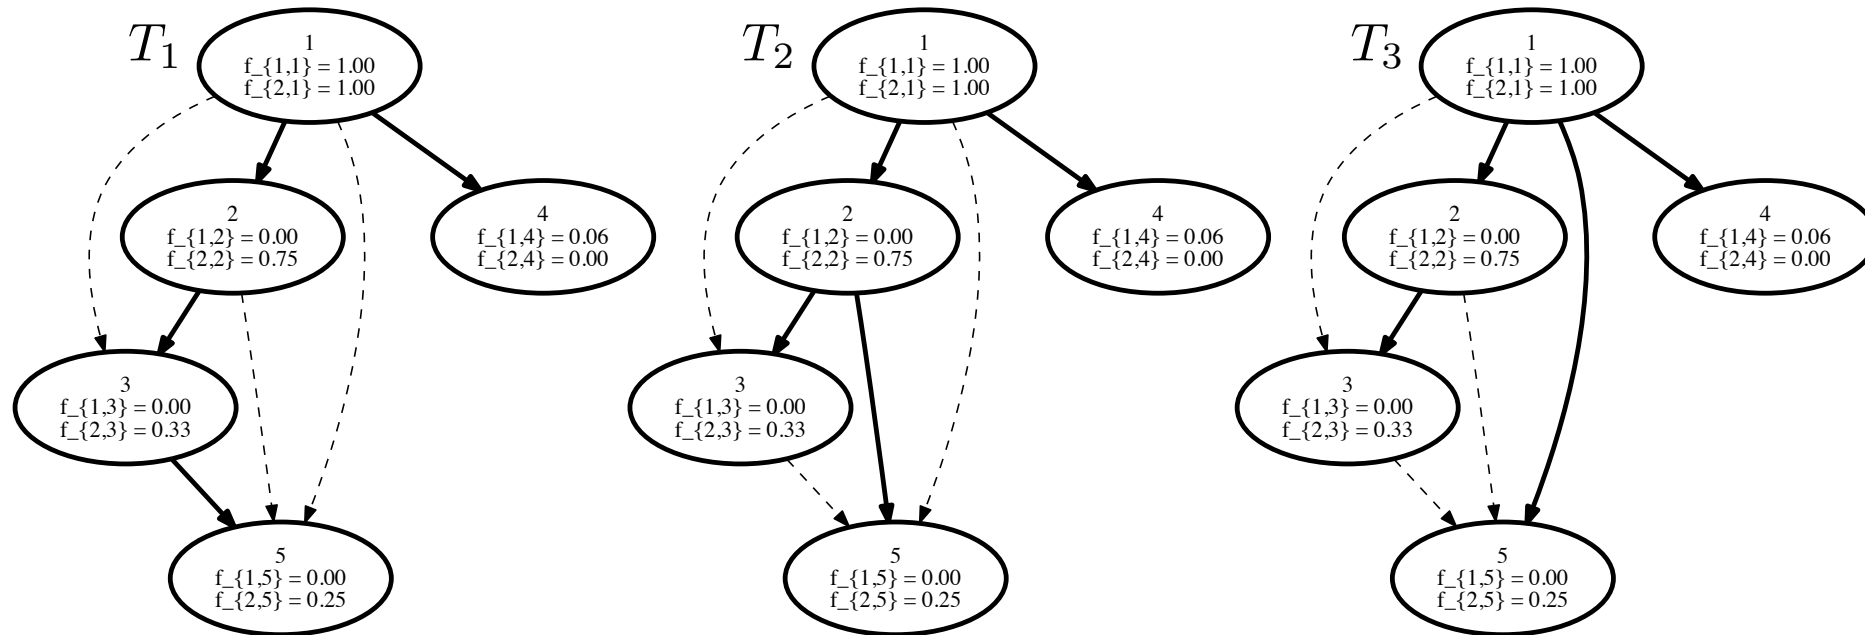 T_1
1
f_{1,1} = 1.00
f_{2,1} = 1.00
2
f_{1,2} = 0.00
f_{2,2} = 0.75
4
f_{1,4} = 0.06
f_{2,4} = 0.00
3
f_{1,3} = 0.00
f_{2,3} = 0.33
5
f_{1,5} = 0.00
f_{2,5} = 0.25
T_2
1
f_{1,1} = 1.00
f_{2,1} = 1.00
2
f_{1,2} = 0.00
f_{2,2} = 0.75
4
f_{1,4} = 0.06
f_{2,4} = 0.00
3
f_{1,3} = 0.00
f_{2,3} = 0.33
5
f_{1,5} = 0.00
f_{2,5} = 0.25
T_3
1
f_{1,1} = 1.00
f_{2,1} = 1.00
2
f_{1,2} = 0.00
f_{2,2} = 0.75
4
f_{1,4} = 0.06
f_{2,4} = 0.00
3
f_{1,3} = 0.00
f_{2,3} = 0.33
5
f_{1,5} = 0.00
f_{2,5} = 0.25